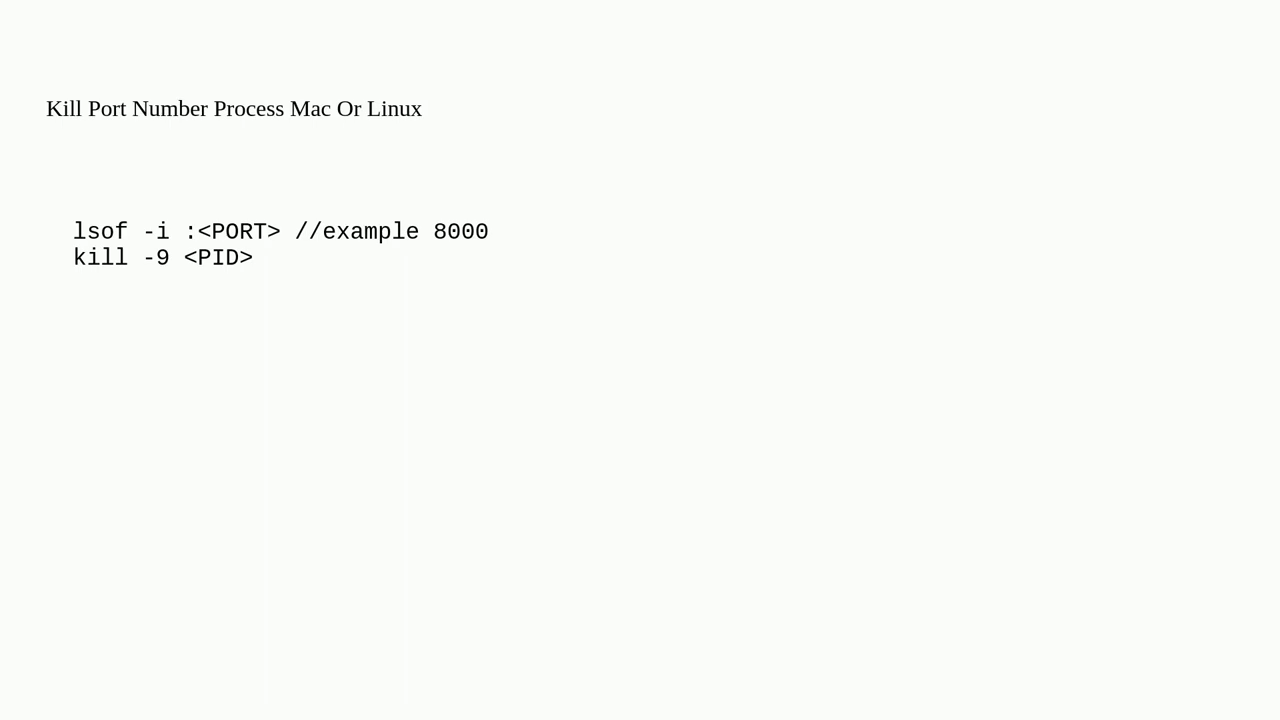 Kill Port Number Process Mac Or Linux
lsof -i :<PORT> //example 8000
kill -9 <PID>